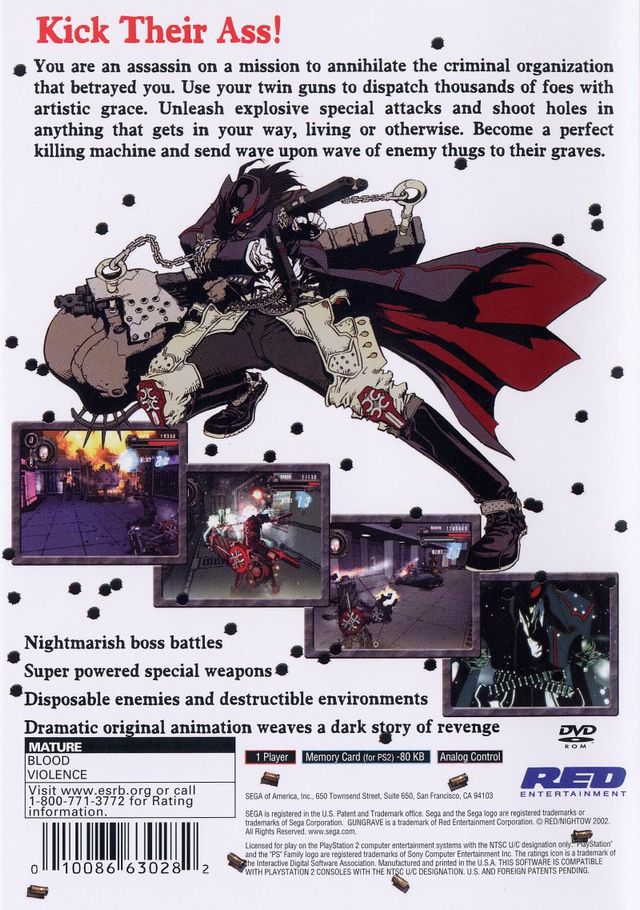 Kick Their Ass!
You are an assassin on a mission to annihilate the criminal organization
that betrayed you. Use your twin guns to dispatch thousands of foes with
artistic grace. Unleash explosive special attacks and shoot holes in
anything that gets in your way, living or otherwise. Become a perfect
killing machine and send wave upon wave of enemy thugs to their graves.
Nightmarish boss battles
Super powered special weapons
Disposable enemies and destructible environments
Dramatic original animation weaves a dark story of revenge
MATURE
BLOOD
VIOLENCE
Visit www.esrb.org or call
1-800-771-3772 for Rating
information.
0 10086 63028 2
1 Player
Memory Card (for PS2) -80 KB
Analog Control
DVD
ROM
RED
ENTERTAINMENT
SEGA of America, Inc., 650 Townsend Street, Suite 650, San Francisco, CA 94103
SEGA is registered in the U.S. Patent and Trademark office. Sega and the Sega logo are registered trademarks or
trademarks of Sega Corporation. GUNGRAVE is a trademark of Red Entertainment Corporation. © RED/NIGHTOW 2002.
All Rights Reserved. www.sega.com.
Licensed for play on the PlayStation 2 computer entertainment systems with the NTSC U/C designation only. "PlayStation"
and the "PS" Family logo are registered trademarks of Sony Computer Entertainment Inc. The ratings icon is a trademark of
the Interactive Digital Software Association. Manufactured and printed in the U.S.A. THIS SOFTWARE IS COMPATIBLE
WITH PLAYSTATION 2 CONSOLES WITH THE NTSC U/C DESIGNATION. U.S. AND FOREIGN PATENTS PENDING.